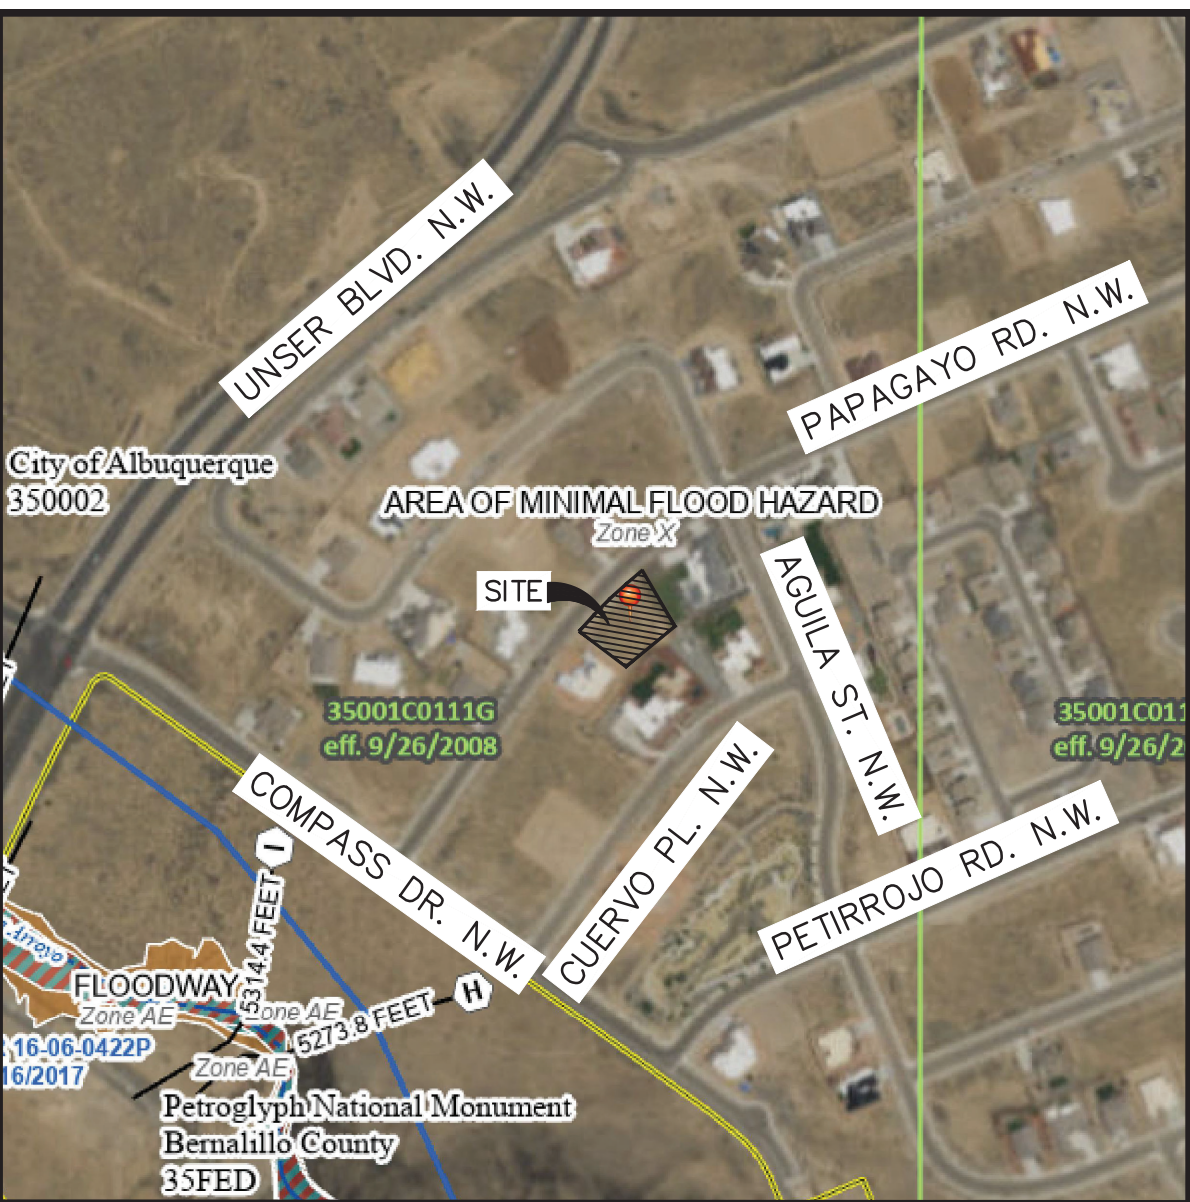 UNSER BLVD. N.W.
PAPAGAYO RD. N.W.
City of Albuquerque
350002
AREA OF MINIMAL FLOOD HAZARD
Zone X
SITE
AGUILA ST. N.W.
35001C0111G
eff. 9/26/2008
35001C011
eff. 9/26/2
COMPASS DR. N.W.
CUERVO PL. N.W.
PETIRROJO RD. N.W.
I
5314.4 FEET
Arroyo
FLOODWAY
Zone AE
Zone AE
H
5273.8 FEET
16-06-0422P
16/2017
Zone AE
Petroglyph National Monument
Bernalillo County
35FED